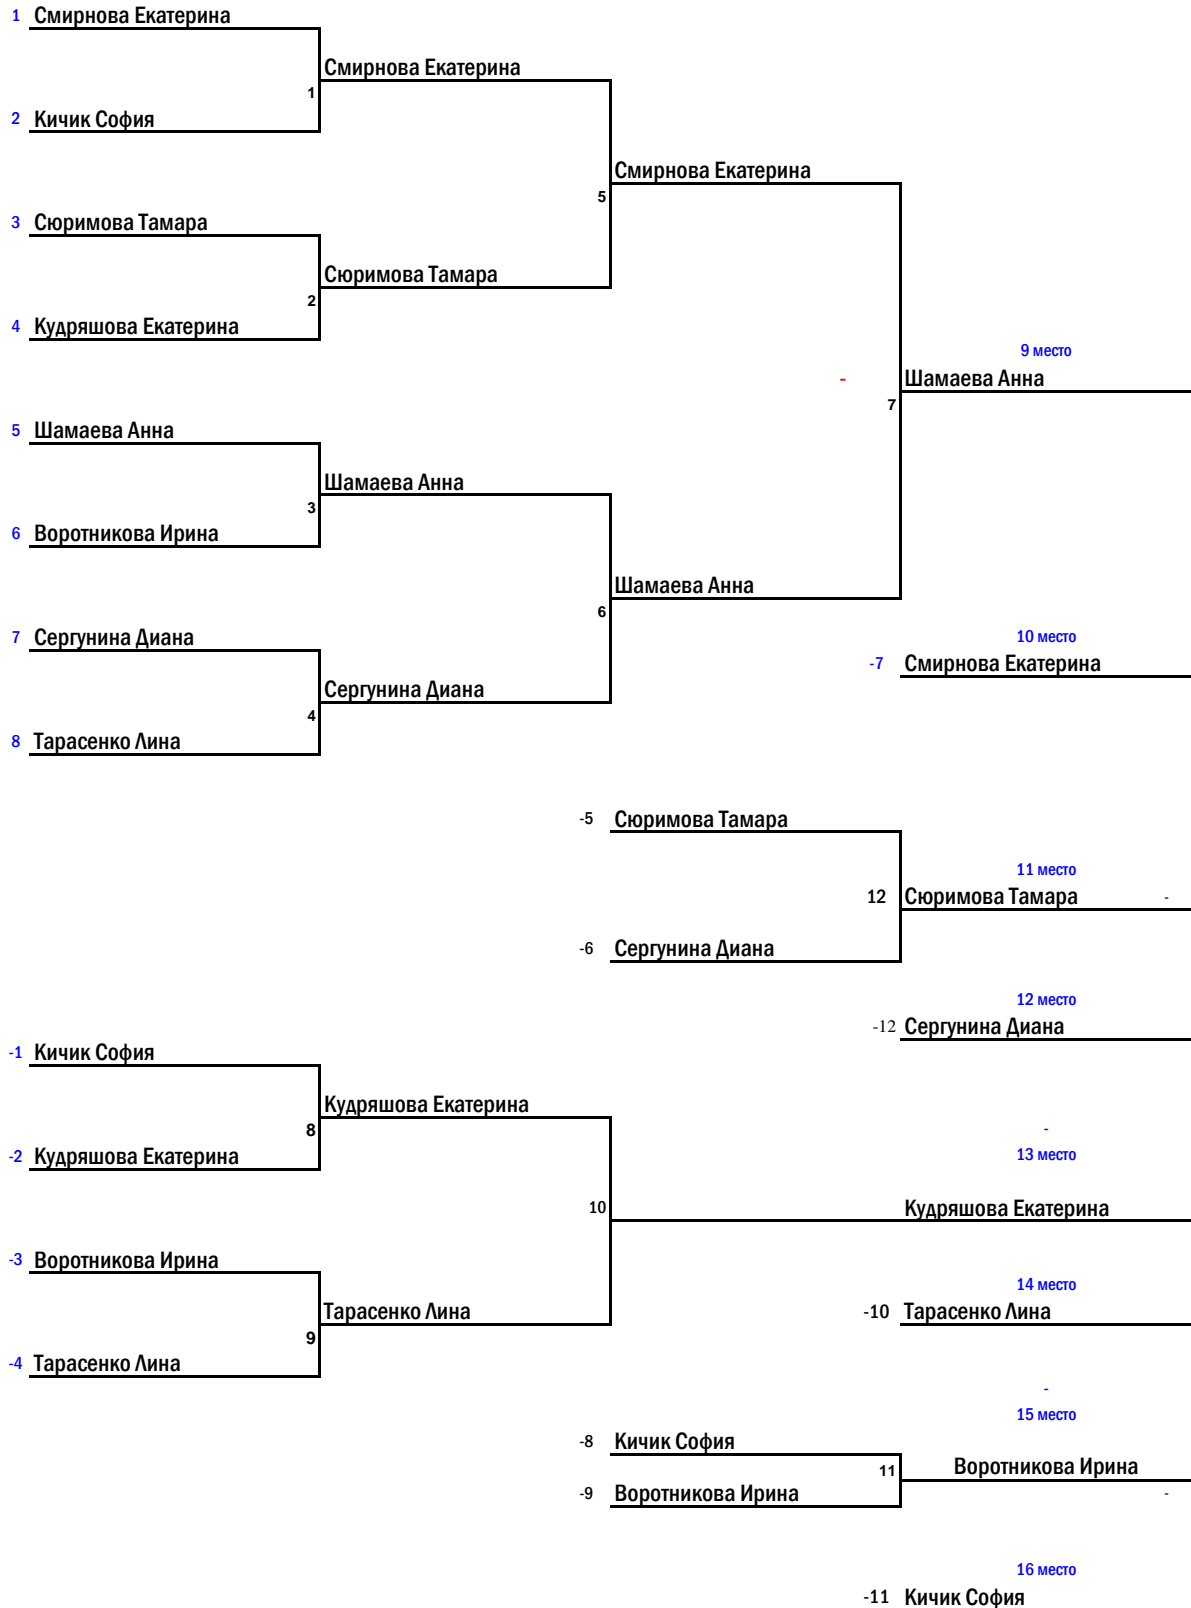 1 Смирнова Екатерина
Смирнова Екатерина
1
2 Кичик София
Смирнова Екатерина
5
3 Сюримова Тамара
Сюримова Тамара
2
4 Кудряшова Екатерина
9 место
- Шамаева Анна
7
5 Шамаева Анна
Шамаева Анна
3
6 Воротникова Ирина
Шамаева Анна
6
7 Сергунина Диана
10 место
-7 Смирнова Екатерина
Сергунина Диана
4
8 Тарасенко Лина
-5 Сюримова Тамара
11 место
12 Сюримова Тамара -
-6 Сергунина Диана
12 место
-12 Сергунина Диана
-1 Кичик София
Кудряшова Екатерина
8
-
-2 Кудряшова Екатерина
13 место
10
Кудряшова Екатерина
-3 Воротникова Ирина
14 место
Тарасенко Лина
-10 Тарасенко Лина
9
-4 Тарасенко Лина
-
15 место
-8 Кичик София
11 Воротникова Ирина
-9 Воротникова Ирина -
16 место
-11 Кичик София